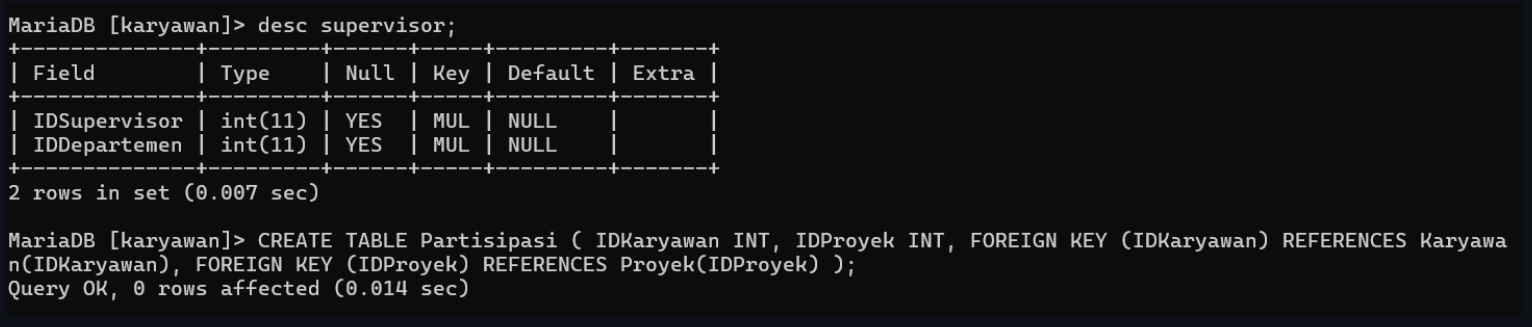 MariaDB [karyawan]> desc supervisor;
+--------------+---------+------+-----+---------+-------+
| Field        | Type    | Null | Key | Default | Extra |
+--------------+---------+------+-----+---------+-------+
| IDSupervisor | int(11) | YES  | MUL | NULL    |       |
| IDDepartemen | int(11) | YES  | MUL | NULL    |       |
+--------------+---------+------+-----+---------+-------+
2 rows in set (0.007 sec)
MariaDB [karyawan]> CREATE TABLE Partisipasi ( IDKaryawan INT, IDProyek INT, FOREIGN KEY (IDKaryawan) REFERENCES Karyawa
n(IDKaryawan), FOREIGN KEY (IDProyek) REFERENCES Proyek(IDProyek) );
Query OK, 0 rows affected (0.014 sec)